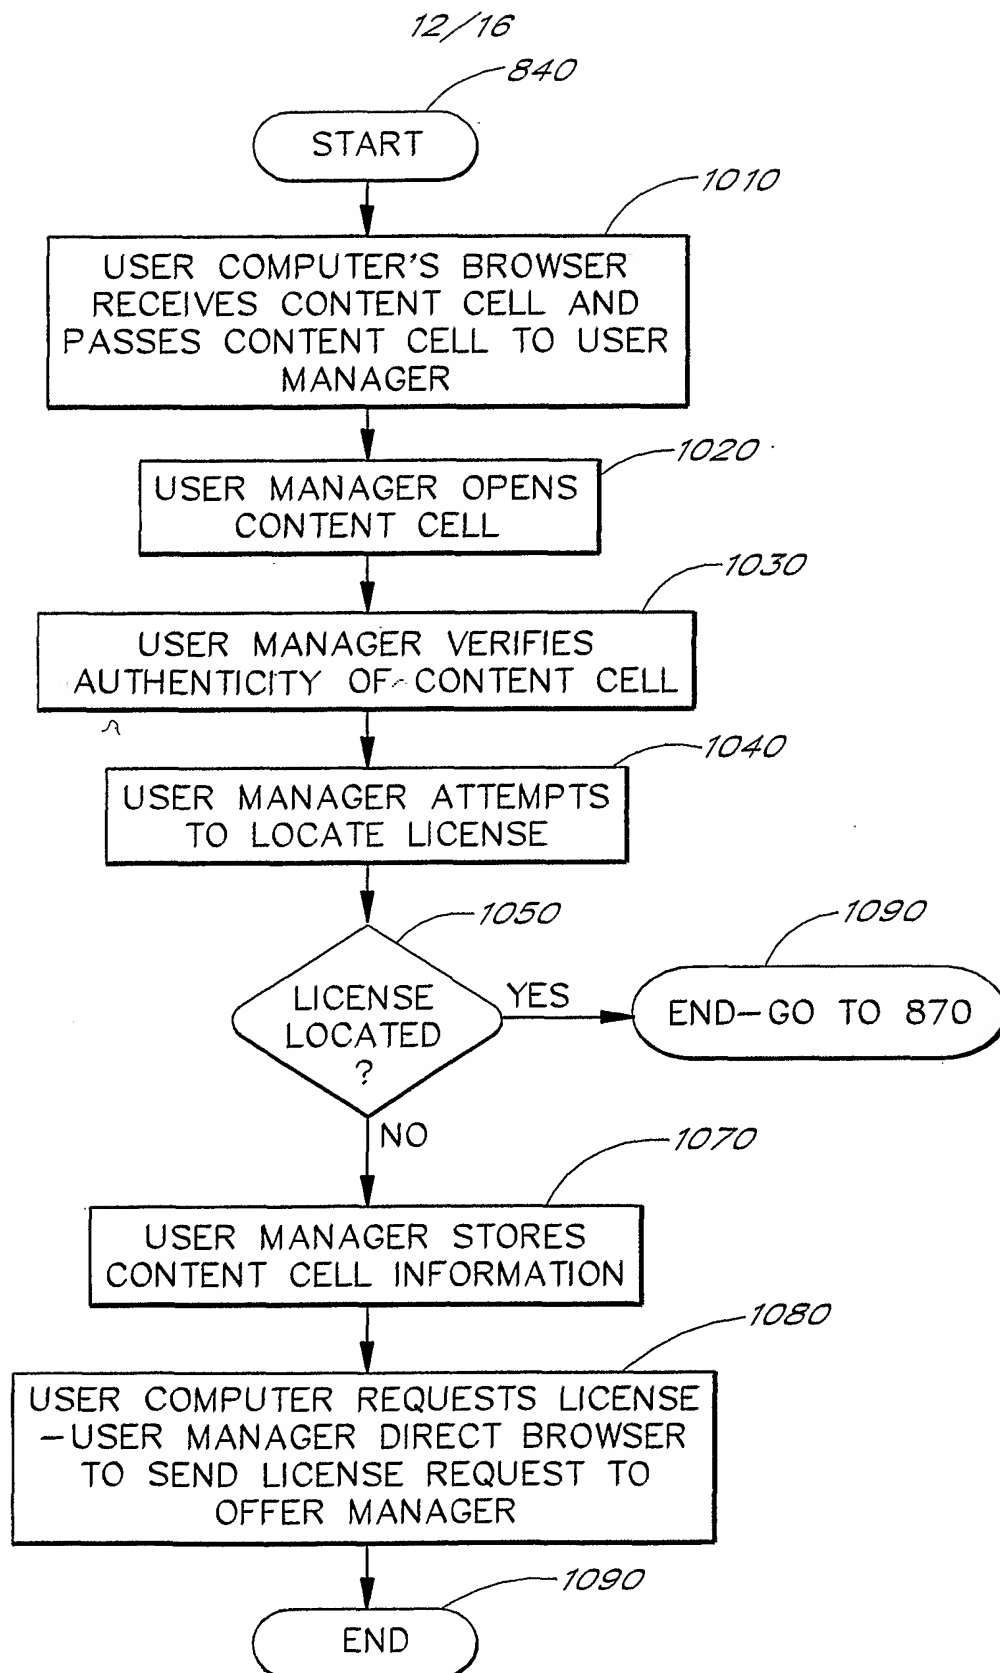 12/16
840
START
1010
USER COMPUTER'S BROWSER
RECEIVES CONTENT CELL AND
PASSES CONTENT CELL TO USER
MANAGER
1020
USER MANAGER OPENS
CONTENT CELL
1030
USER MANAGER VERIFIES
AUTHENTICITY OF CONTENT CELL
1040
USER MANAGER ATTEMPTS
TO LOCATE LICENSE
1050
LICENSE
LOCATED
?
YES
1090
END-GO TO 870
NO
1070
USER MANAGER STORES
CONTENT CELL INFORMATION
1080
USER COMPUTER REQUESTS LICENSE
-USER MANAGER DIRECT BROWSER
TO SEND LICENSE REQUEST TO
OFFER MANAGER
1090
END